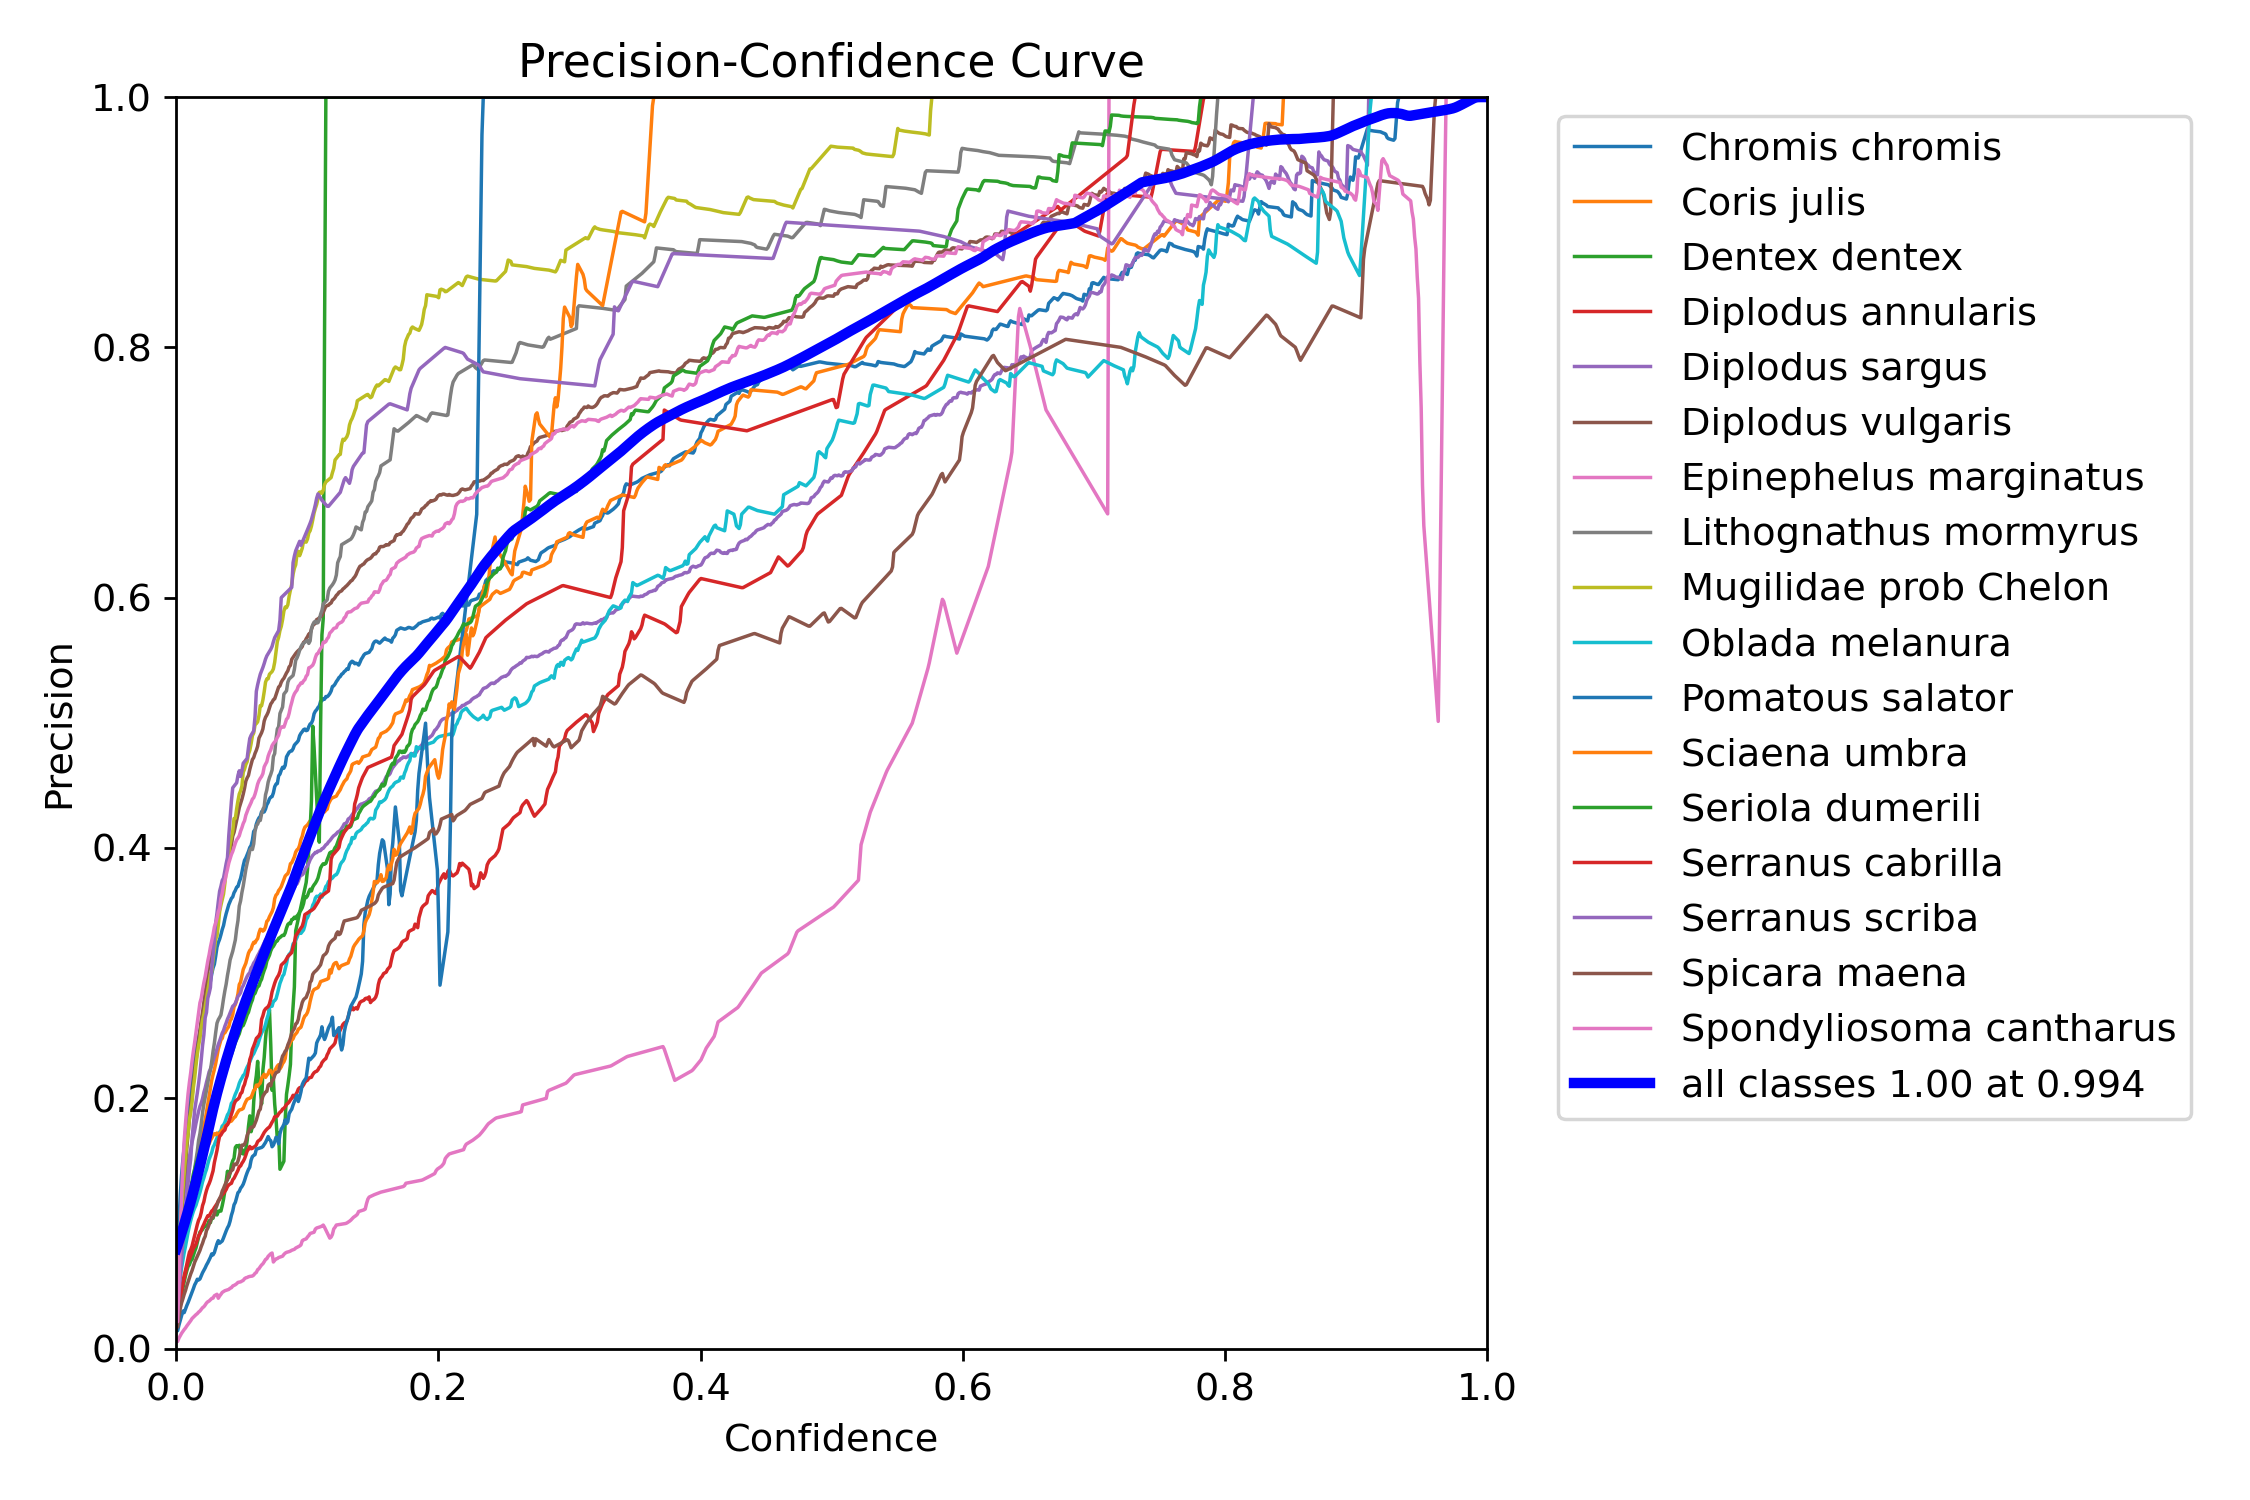 Precision-Confidence Curve
1.0
0.8
0.6
0.4
0.2
0.0
Precision
0.0 0.2 0.4 0.6 0.8 1.0
Confidence
Chromis chromis
Coris julis
Dentex dentex
Diplodus annularis
Diplodus sargus
Diplodus vulgaris
Epinephelus marginatus
Lithognathus mormyrus
Mugilidae prob Chelon
Oblada melanura
Pomatous salator
Sciaena umbra
Seriola dumerili
Serranus cabrilla
Serranus scriba
Spicara maena
Spondyliosoma cantharus
all classes 1.00 at 0.994